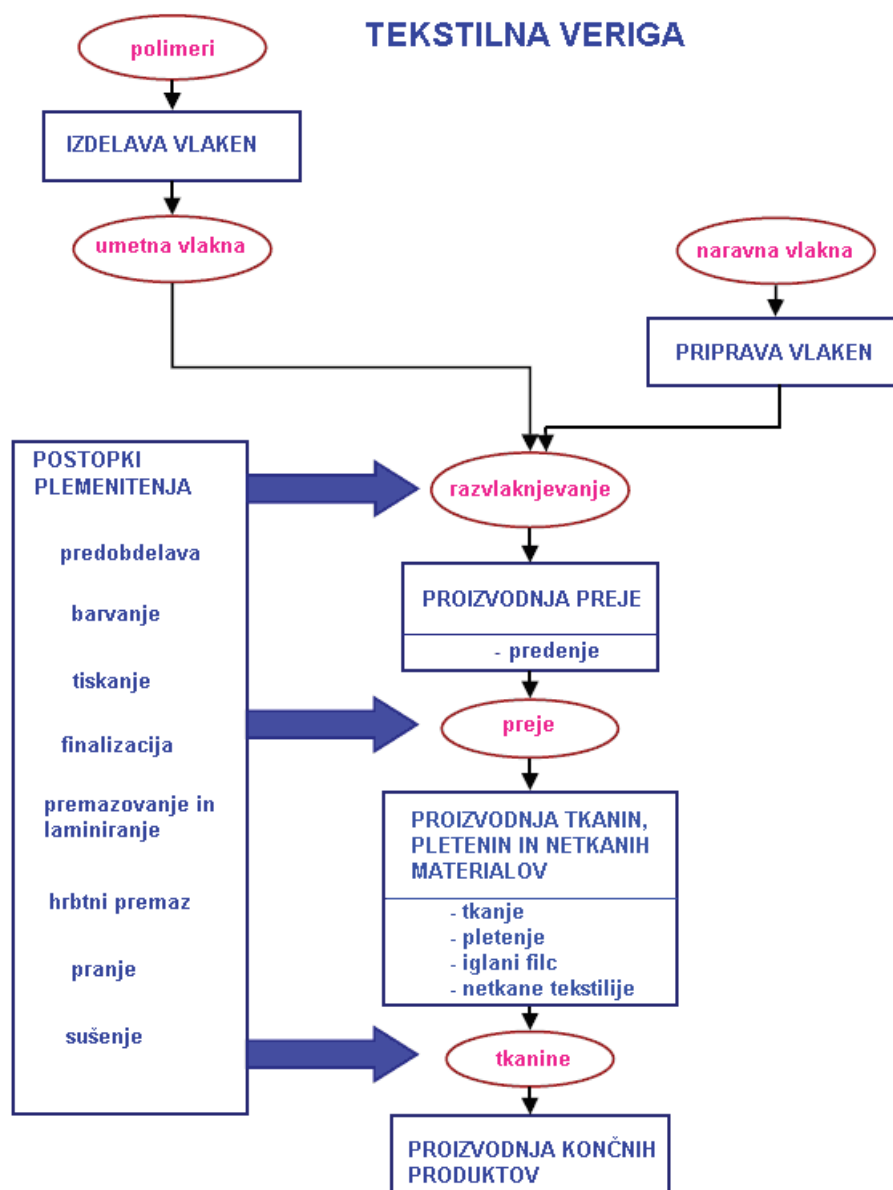 TEKSTILNA VERIGA
polimeri
IZDELAVA VLAKEN
umetna vlakna
naravna vlakna
PRIPRAVA VLAKEN
POSTOPKI
PLEMENITENJA
predobdelava
barvanje
tiskanje
finalizacija
premazovanje in
laminiranje
hrbtni premaz
pranje
sušenje
razvlaknjevanje
PROIZVODNJA PREJE
- predenje
preje
PROIZVODNJA TKANIN,
PLETENIN IN NETKANIH
MATERIALOV
- tkanje
- pletenje
- iglani filc
- netkane tekstilije
tkanine
PROIZVODNJA KONČNIH
PRODUKTOV